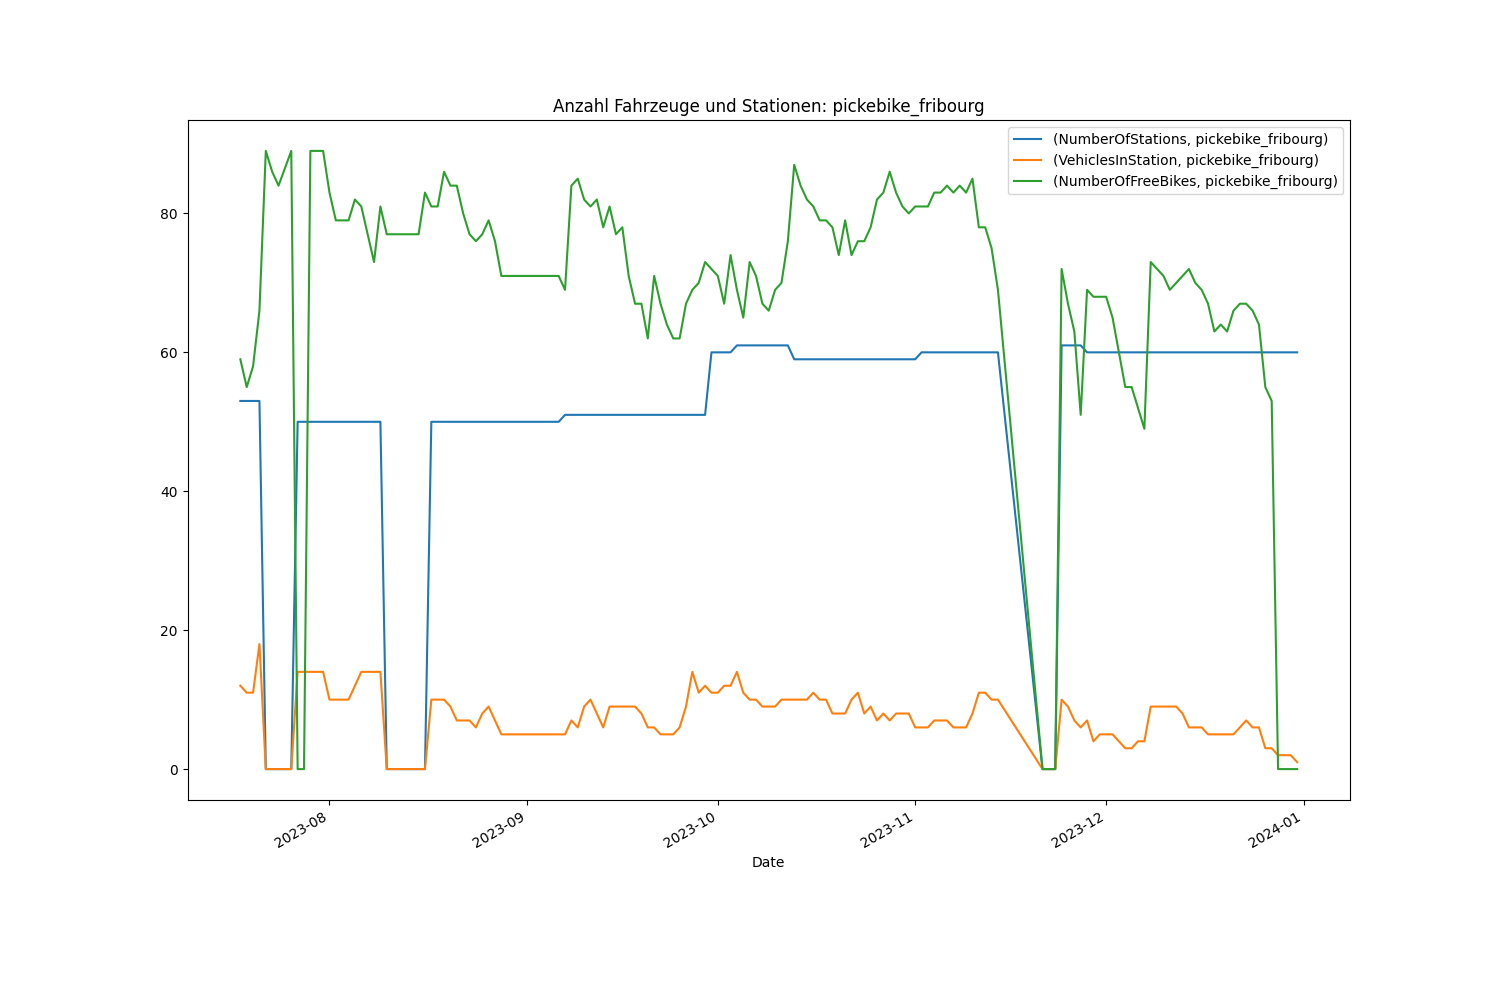 Anzahl Fahrzeuge und Stationen: pickebike_fribourg
(NumberOfStations, pickebike_fribourg)
(VehiclesInStation, pickebike_fribourg)
(NumberOfFreeBikes, pickebike_fribourg)
80
60
40
20
0
2023-08
2023-09
2023-10
2023-11
2023-12
2024-01
Date